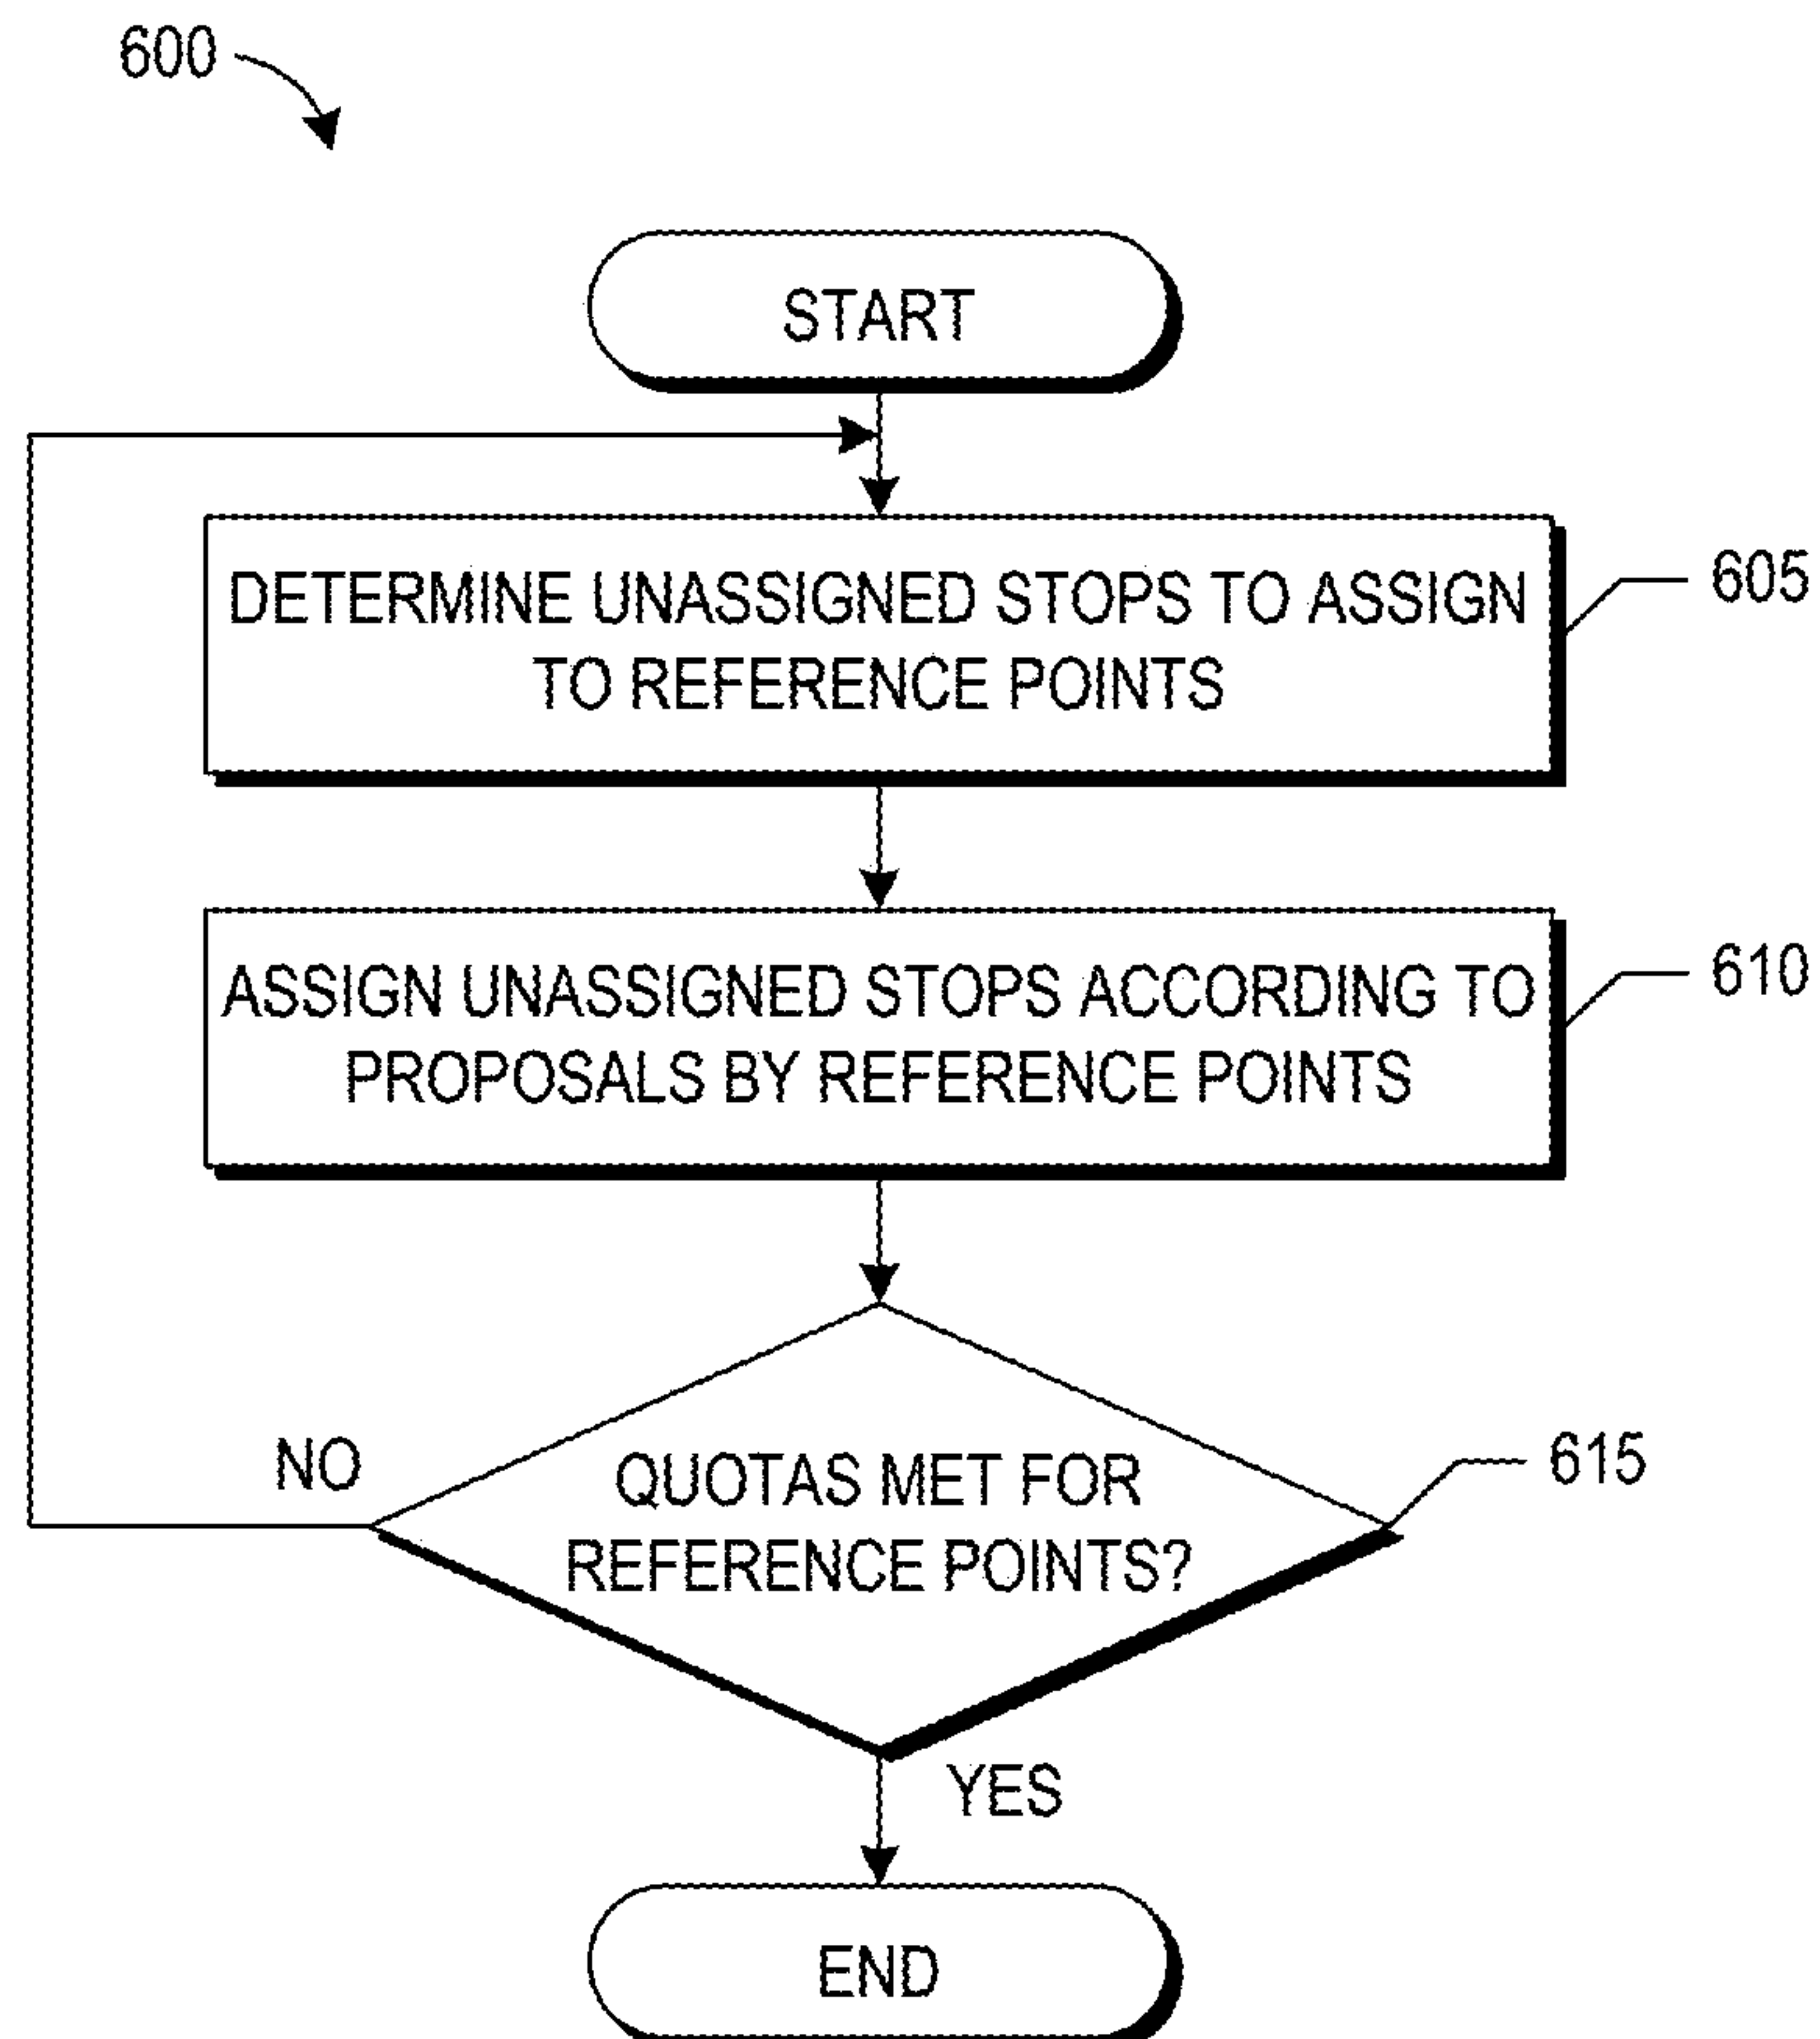 600
START
DETERMINE UNASSIGNED STOPS TO ASSIGN
TO REFERENCE POINTS
605
ASSIGN UNASSIGNED STOPS ACCORDING TO
PROPOSALS BY REFERENCE POINTS
610
QUOTAS MET FOR
REFERENCE POINTS?
615
NO
YES
END